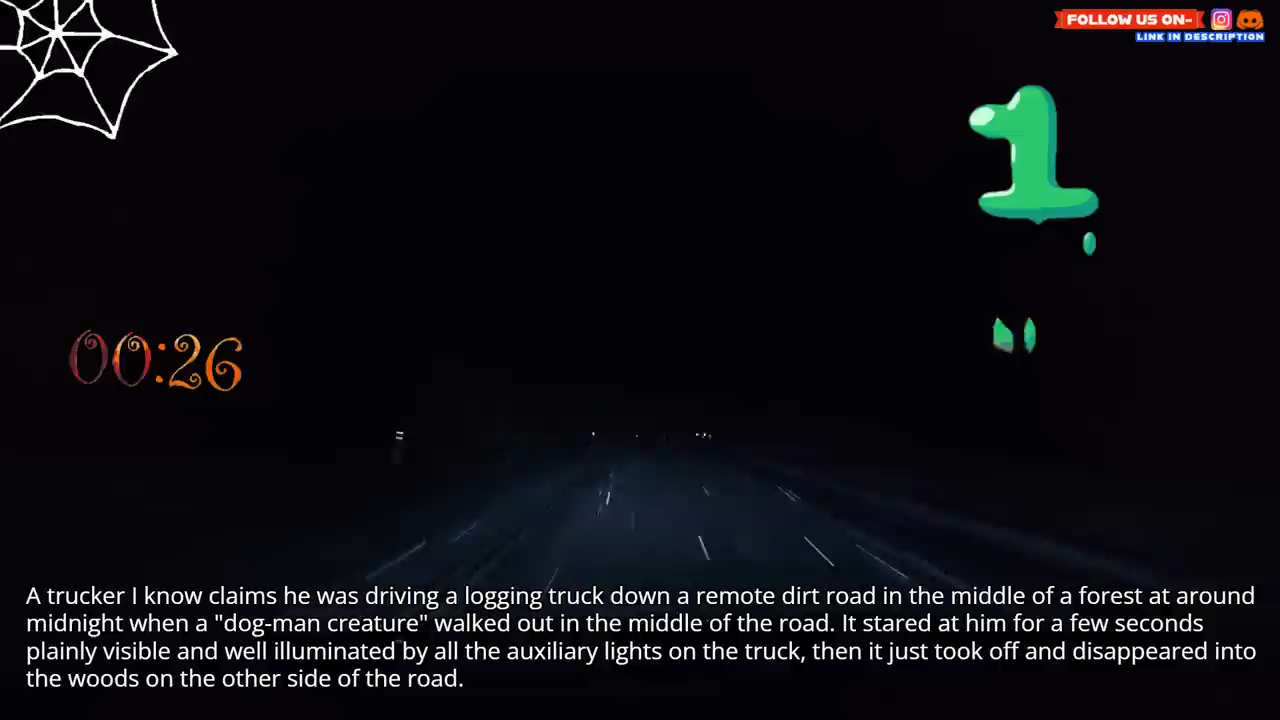 FOLLOW US ON-
LINK IN DESCRIPTION
1
00:26
A trucker I know claims he was driving a logging truck down a remote dirt road in the middle of a forest at around
midnight when a "dog-man creature" walked out in the middle of the road. It stared at him for a few seconds
plainly visible and well illuminated by all the auxiliary lights on the truck, then it just took off and disappeared into
the woods on the other side of the road.